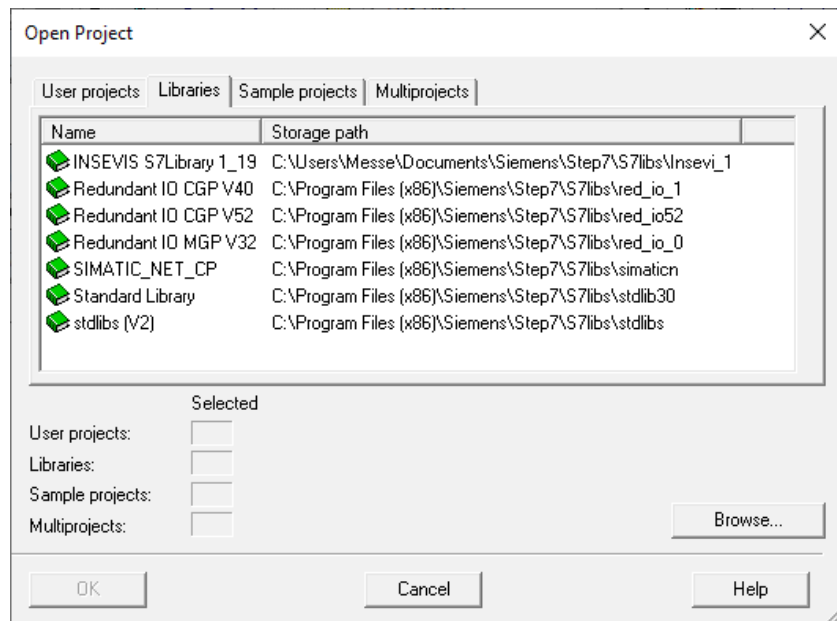 Open Project
User projects Libraries Sample projects Multiprojects
Name Storage path
INSEVIS S7Library 1_19 C:\Users\Messe\Documents\Siemens\Step7\S7libs\Insevi_1
Redundant IO CGP V40 C:\Program Files (x86)\Siemens\Step7\S7libs\red_io_1
Redundant IO CGP V52 C:\Program Files (x86)\Siemens\Step7\S7libs\red_io52
Redundant IO MGP V32 C:\Program Files (x86)\Siemens\Step7\S7libs\red_io_0
SIMATIC_NET_CP C:\Program Files (x86)\Siemens\Step7\S7libs\simaticn
Standard Library C:\Program Files (x86)\Siemens\Step7\S7libs\stdlib30
stdlibs (V2) C:\Program Files (x86)\Siemens\Step7\S7libs\stdlibs
Selected
User projects:
Libraries:
Sample projects:
Multiprojects:
Browse...
OK Cancel Help